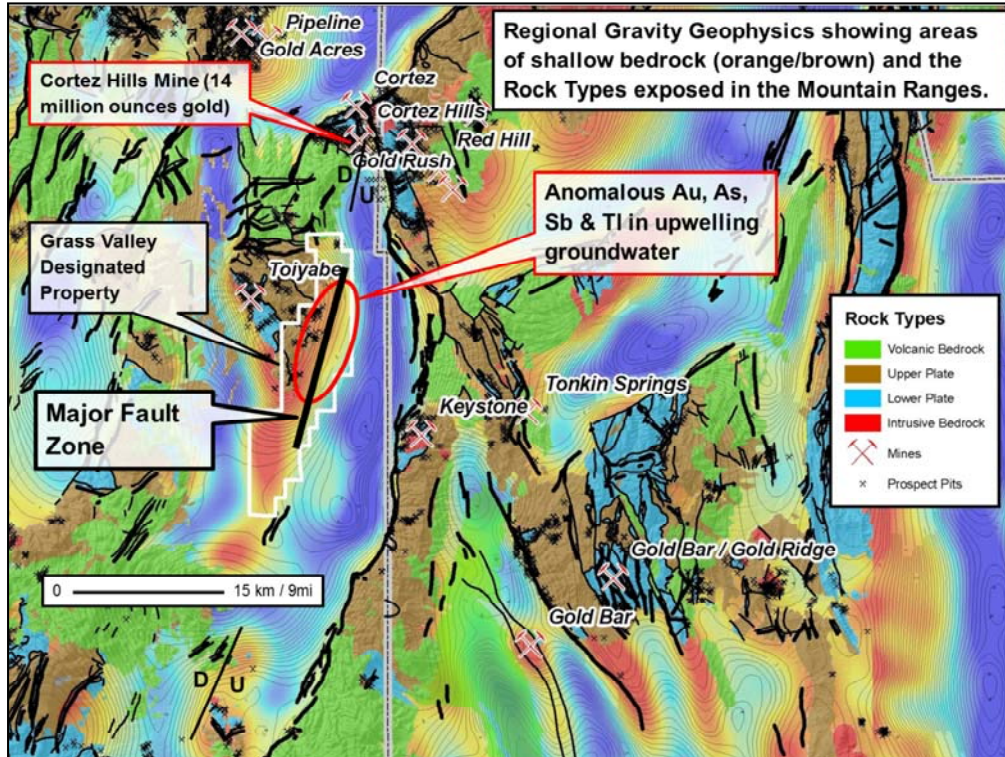 Pipeline
Gold Acres
Regional Gravity Geophysics showing areas
of shallow bedrock (orange/brown) and the
Rock Types exposed in the Mountain Ranges.
Cortez Hills Mine (14
million ounces gold)
Cortez
Cortez Hills
Red Hill
Gold Rush
D
U
Anomalous Au, As,
Sb & Tl in upwelling
groundwater
Grass Valley
Designated
Property
Toiyabe
Rock Types
Volcanic Bedrock
Upper Plate
Lower Plate
Intrusive Bedrock
Mines
Prospect Pits
Major Fault
Zone
Tonkin Springs
Keystone
Gold Bar / Gold Ridge
0 15 km / 9mi
Gold Bar
D U